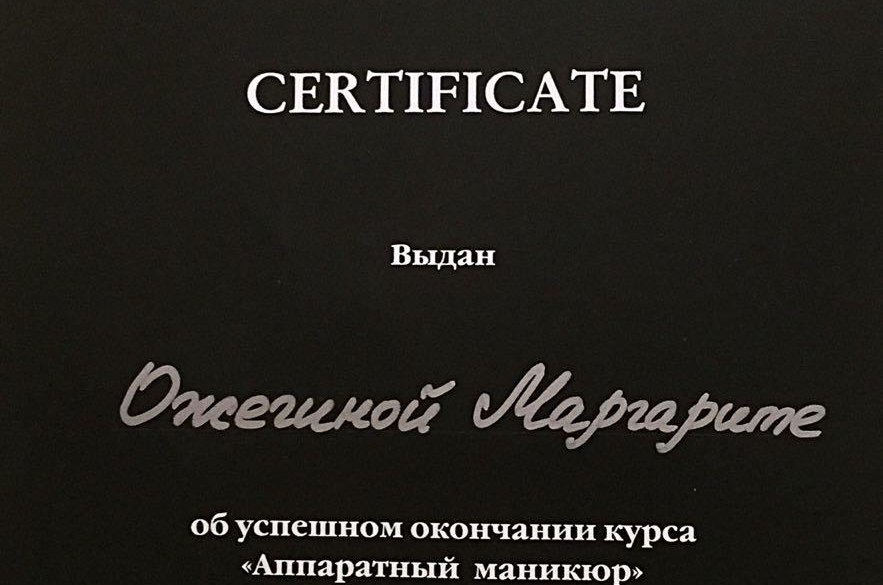 CERTIFICATE
Выдан
Ожегиной Маргарите
об успешном окончании курса
«Аппаратный маникюр»